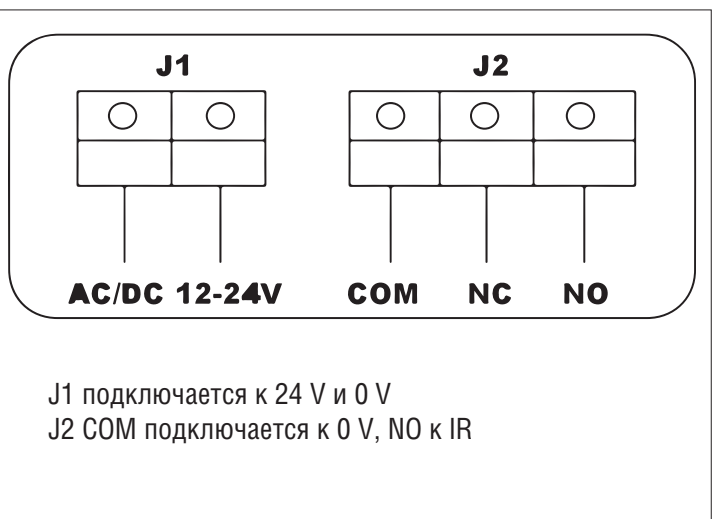 J1 J2
AC/DC 12-24V COM NC NO
J1 подключается к 24 V и 0 V
J2 COM подключается к 0 V, NO к IR